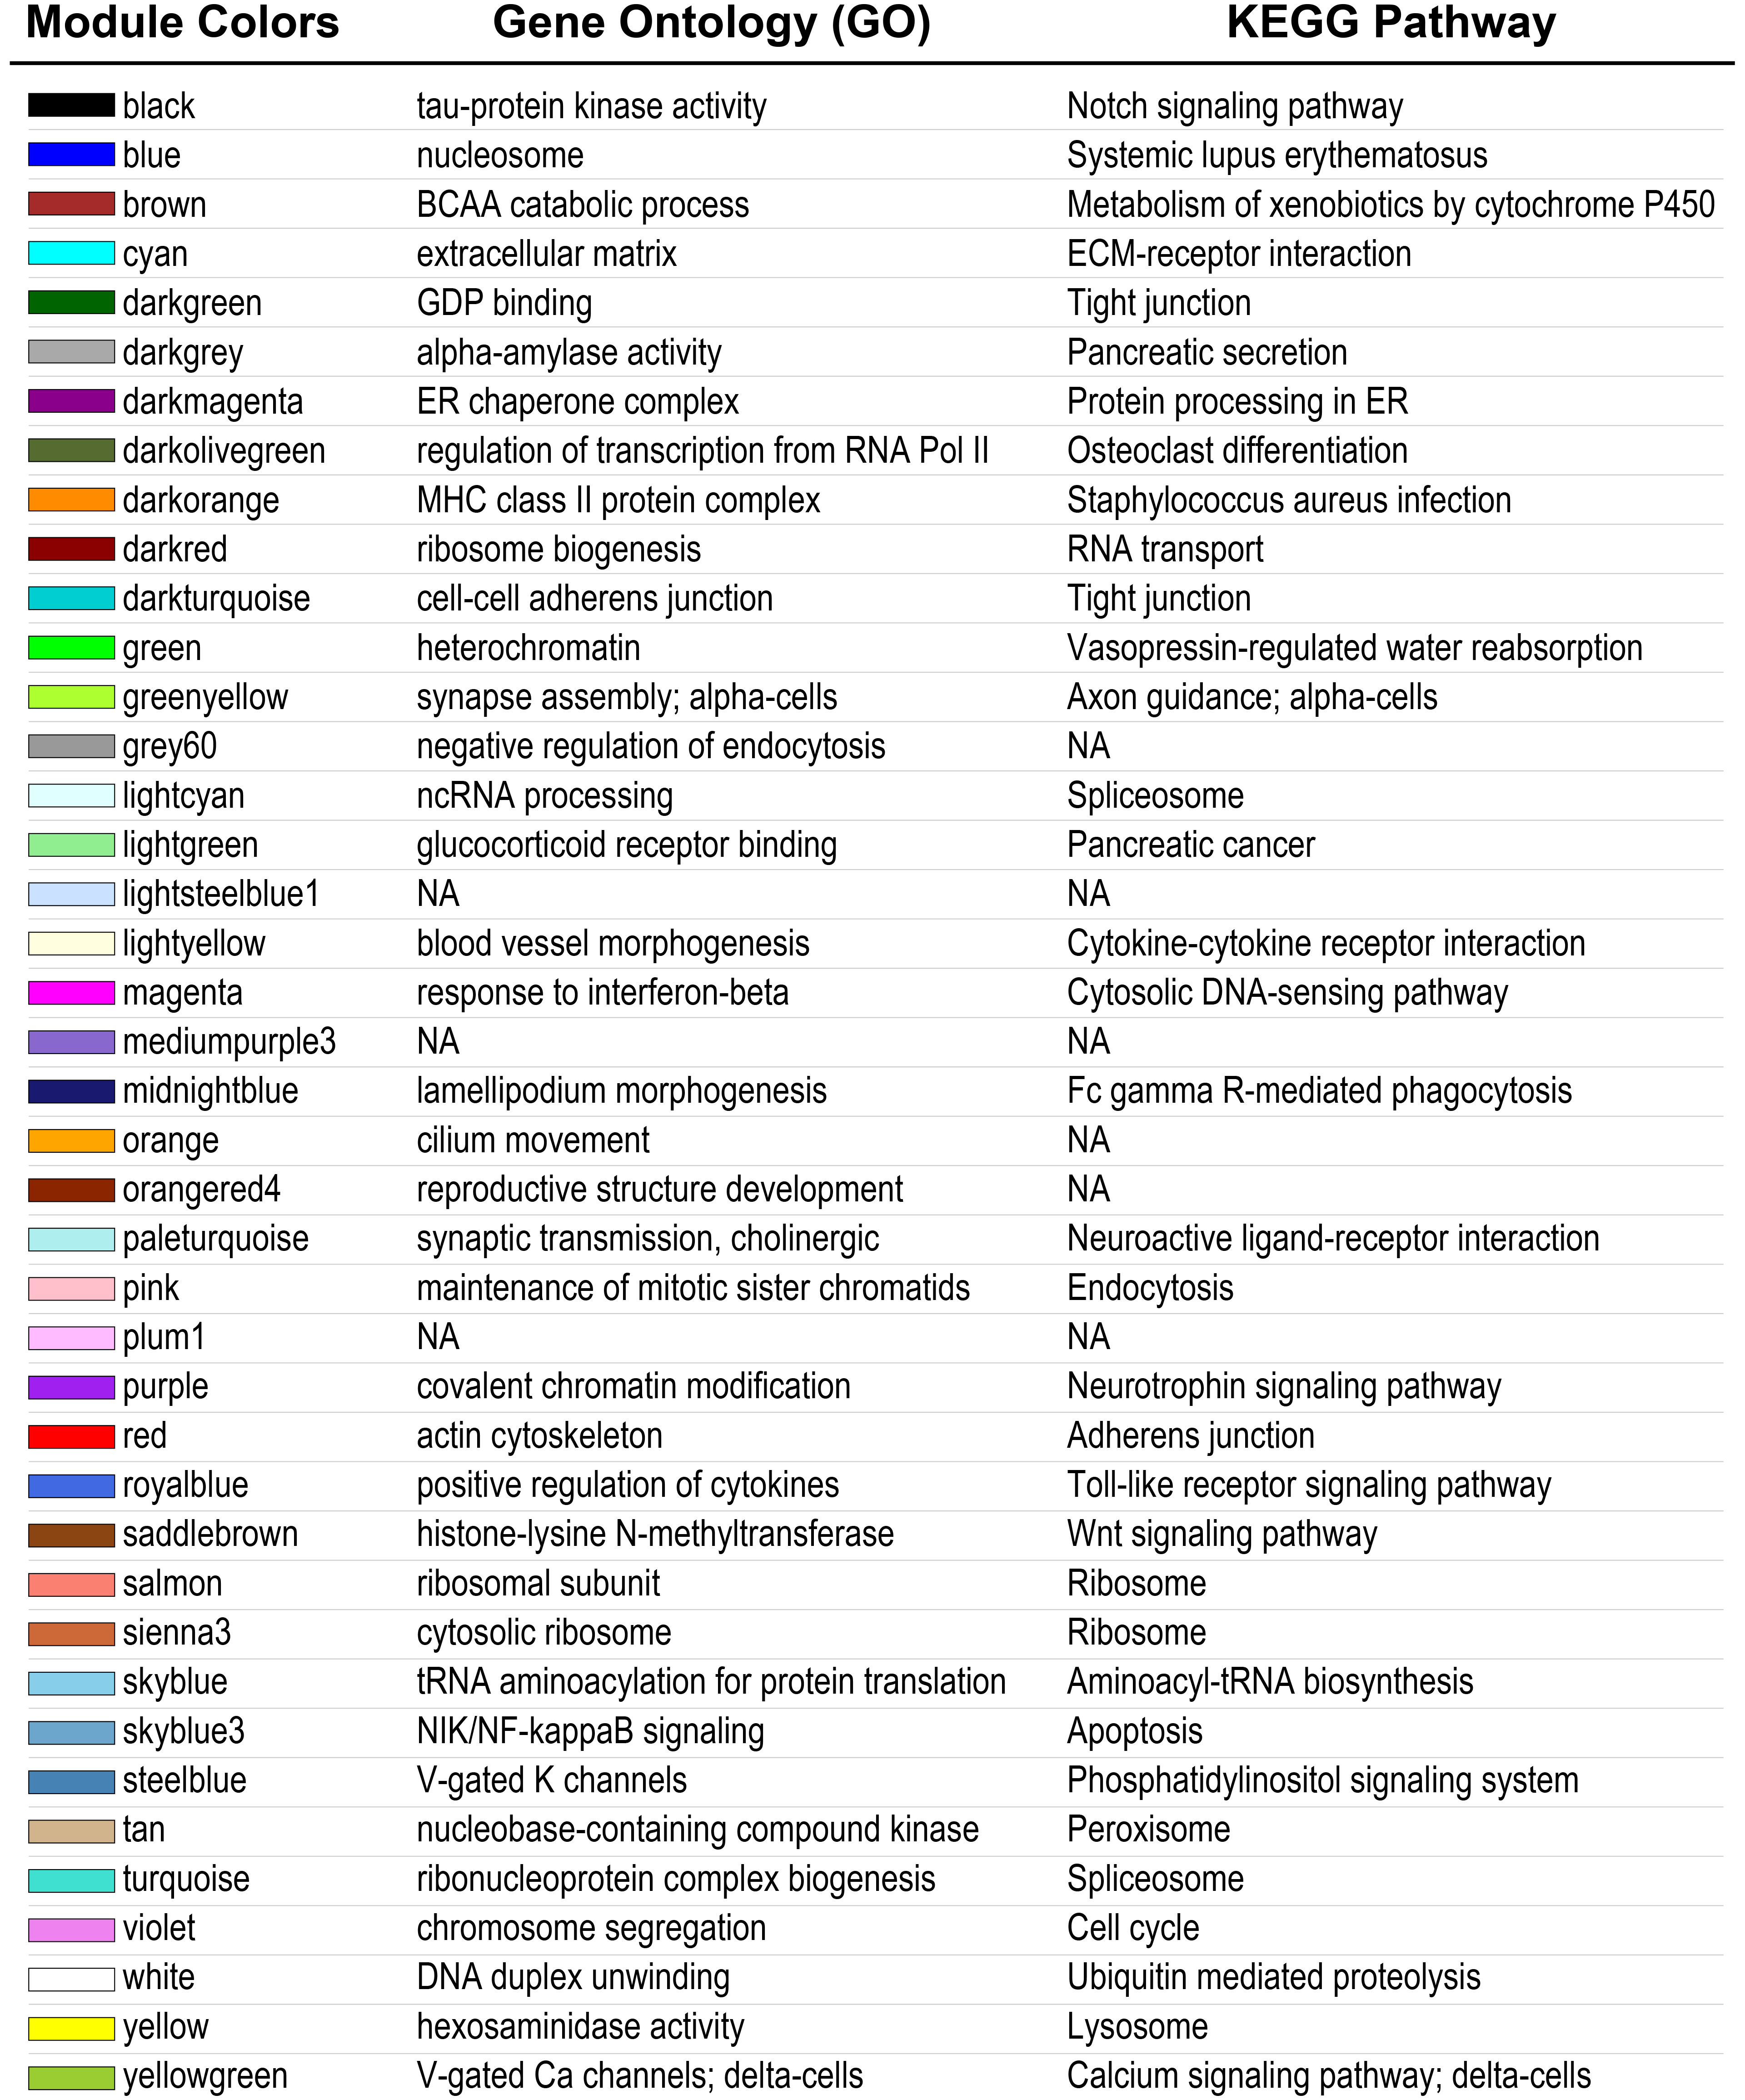 Module Colors Gene Ontology (GO) KEGG Pathway
black tau-protein kinase activity Notch signaling pathway
blue nucleosome Systemic lupus erythematosus
brown BCAA catabolic process Metabolism of xenobiotics by cytochrome P450
cyan extracellular matrix ECM-receptor interaction
darkgreen GDP binding Tight junction
darkgrey alpha-amylase activity Pancreatic secretion
darkmagenta ER chaperone complex Protein processing in ER
darkolivegreen regulation of transcription from RNA Pol II Osteoclast differentiation
darkorange MHC class II protein complex Staphylococcus aureus infection
darkred ribosome biogenesis RNA transport
darkturquoise cell-cell adherens junction Tight junction
green heterochromatin Vasopressin-regulated water reabsorption
greenyellow synapse assembly; alpha-cells Axon guidance; alpha-cells
grey60 negative regulation of endocytosis NA
lightcyan ncRNA processing Spliceosome
lightgreen glucocorticoid receptor binding Pancreatic cancer
lightsteelblue1 NA NA
lightyellow blood vessel morphogenesis Cytokine-cytokine receptor interaction
magenta response to interferon-beta Cytosolic DNA-sensing pathway
mediumpurple3 NA NA
midnightblue lamellipodium morphogenesis Fc gamma R-mediated phagocytosis
orange cilium movement NA
orangered4 reproductive structure development NA
paleturquoise synaptic transmission, cholinergic Neuroactive ligand-receptor interaction
pink maintenance of mitotic sister chromatids Endocytosis
plum1 NA NA
purple covalent chromatin modification Neurotrophin signaling pathway
red actin cytoskeleton Adherens junction
royalblue positive regulation of cytokines Toll-like receptor signaling pathway
saddlebrown histone-lysine N-methyltransferase Wnt signaling pathway
salmon ribosomal subunit Ribosome
sienna3 cytosolic ribosome Ribosome
skyblue tRNA aminoacylation for protein translation Aminoacyl-tRNA biosynthesis
skyblue3 NIK/NF-kappaB signaling Apoptosis
steelblue V-gated K channels Phosphatidylinositol signaling system
tan nucleobase-containing compound kinase Peroxisome
turquoise ribonucleoprotein complex biogenesis Spliceosome
violet chromosome segregation Cell cycle
white DNA duplex unwinding Ubiquitin mediated proteolysis
yellow hexosaminidase activity Lysosome
yellowgreen V-gated Ca channels; delta-cells Calcium signaling pathway; delta-cells